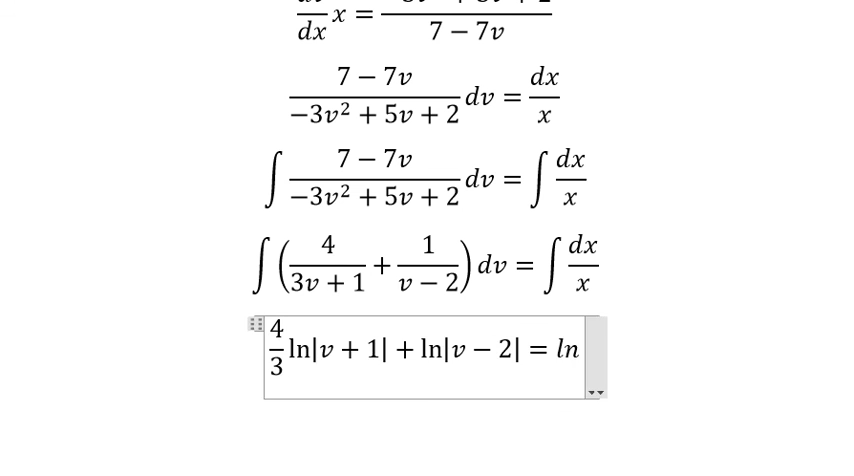 dx x = 7 − 7v
7 − 7v / −3v² + 5v + 2 dv = dx / x
∫ 7 − 7v / −3v² + 5v + 2 dv = ∫ dx / x
∫ (4 / 3v + 1 + 1 / v − 2) dv = ∫ dx / x
4/3 ln|v + 1| + ln|v − 2| = ln